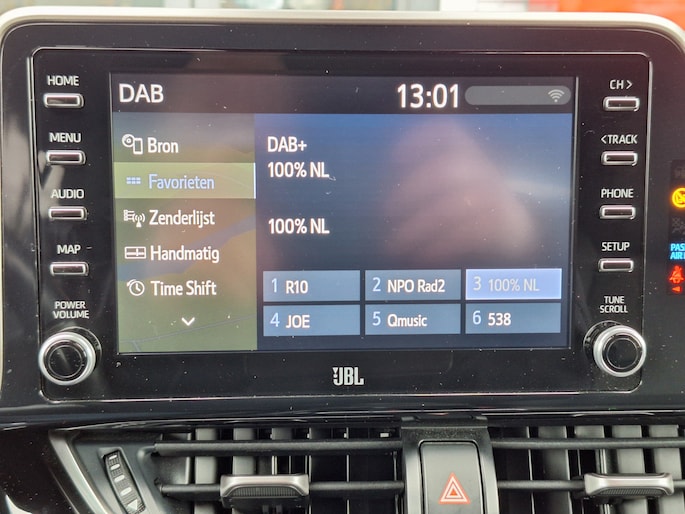 HOME
MENU
AUDIO
MAP
POWER
VOLUME
DAB
13:01
Bron
Favorieten
Zenderlijst
Handmatig
Time Shift
DAB+
100% NL
100% NL
1 R10
2 NPO Rad2
3 100% NL
4 JOE
5 Qmusic
6 538
CH >
< TRACK
PHONE
SETUP
TUNE
SCROLL
JBL